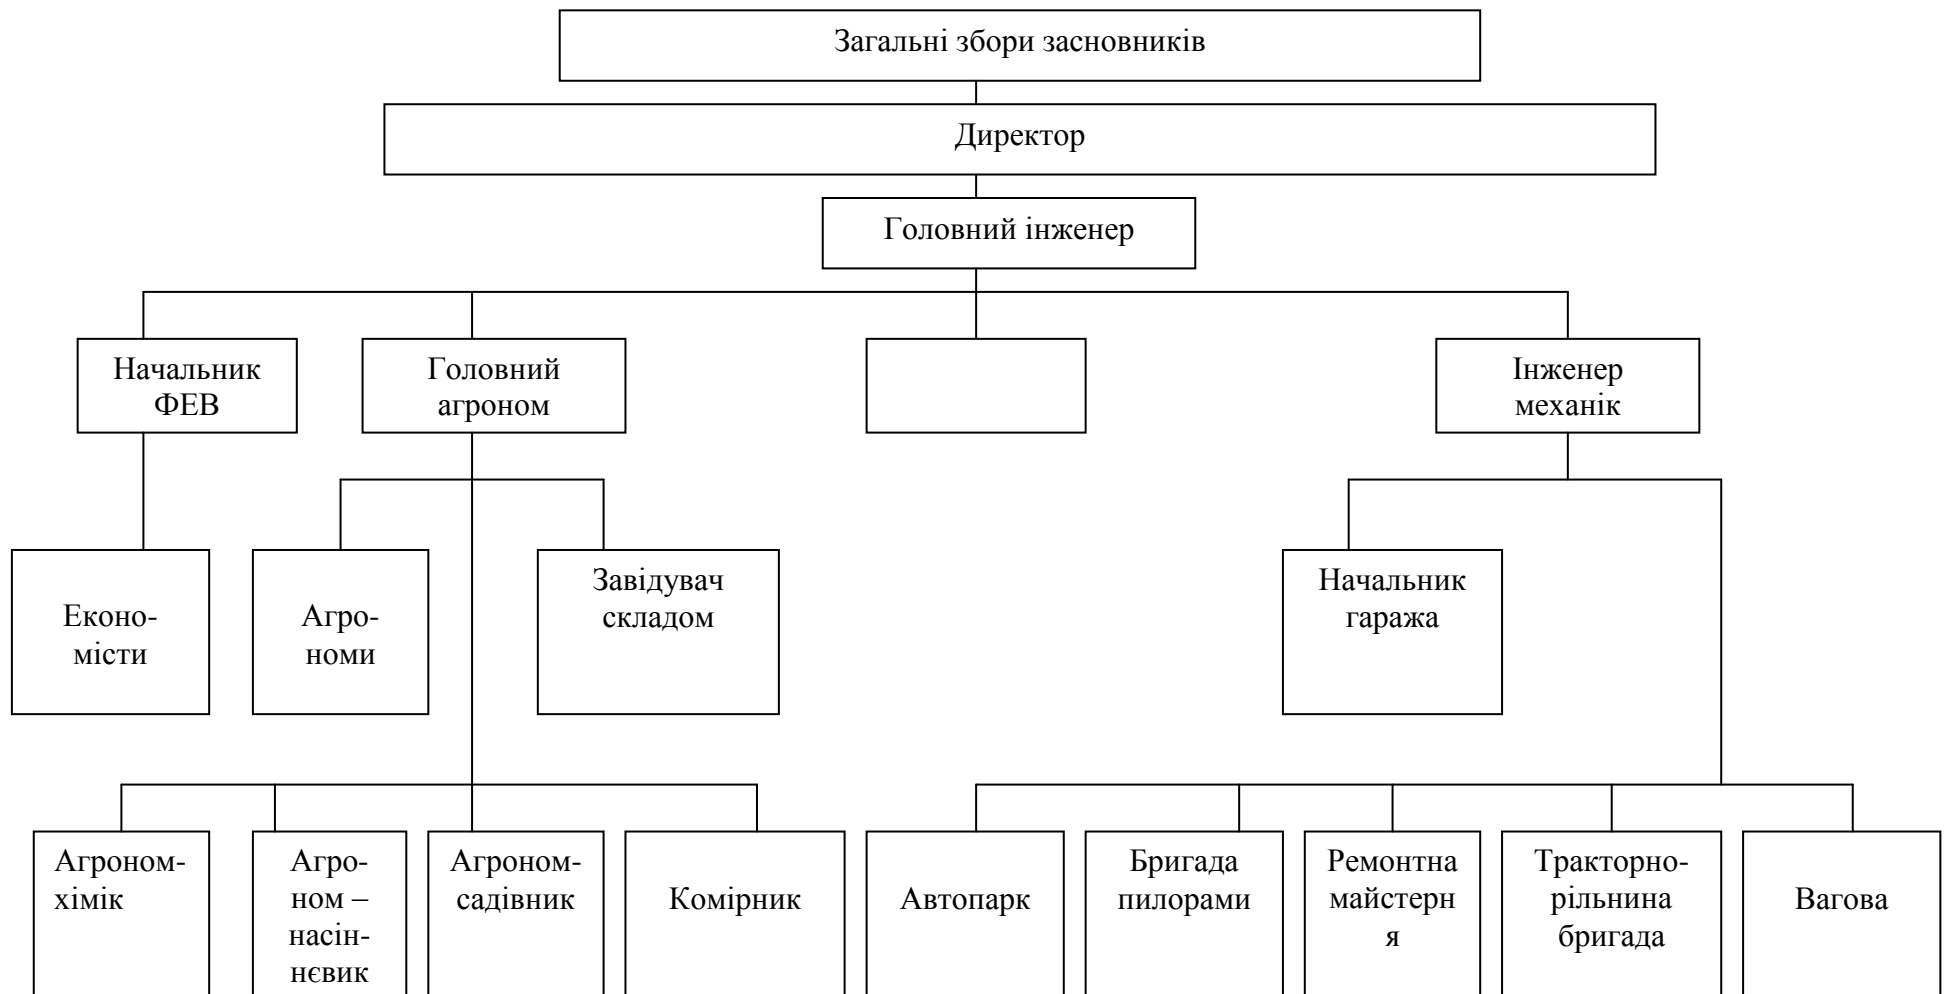 Загальні збори засновників
Директор
Головний інженер
Начальник
ФЕВ
Головний
агроном
Інженер
механік
Еконо-
місти
Агро-
номи
Завідувач
складом
Начальник
гаража
Агроном-
хімік
Агро-
ном –
насін-
нєвик
Агроном-
садівник
Комірник
Автопарк
Бригада
пилорами
Ремонтна
майстерн
я
Тракторно-
рільнина
бригада
Вагова